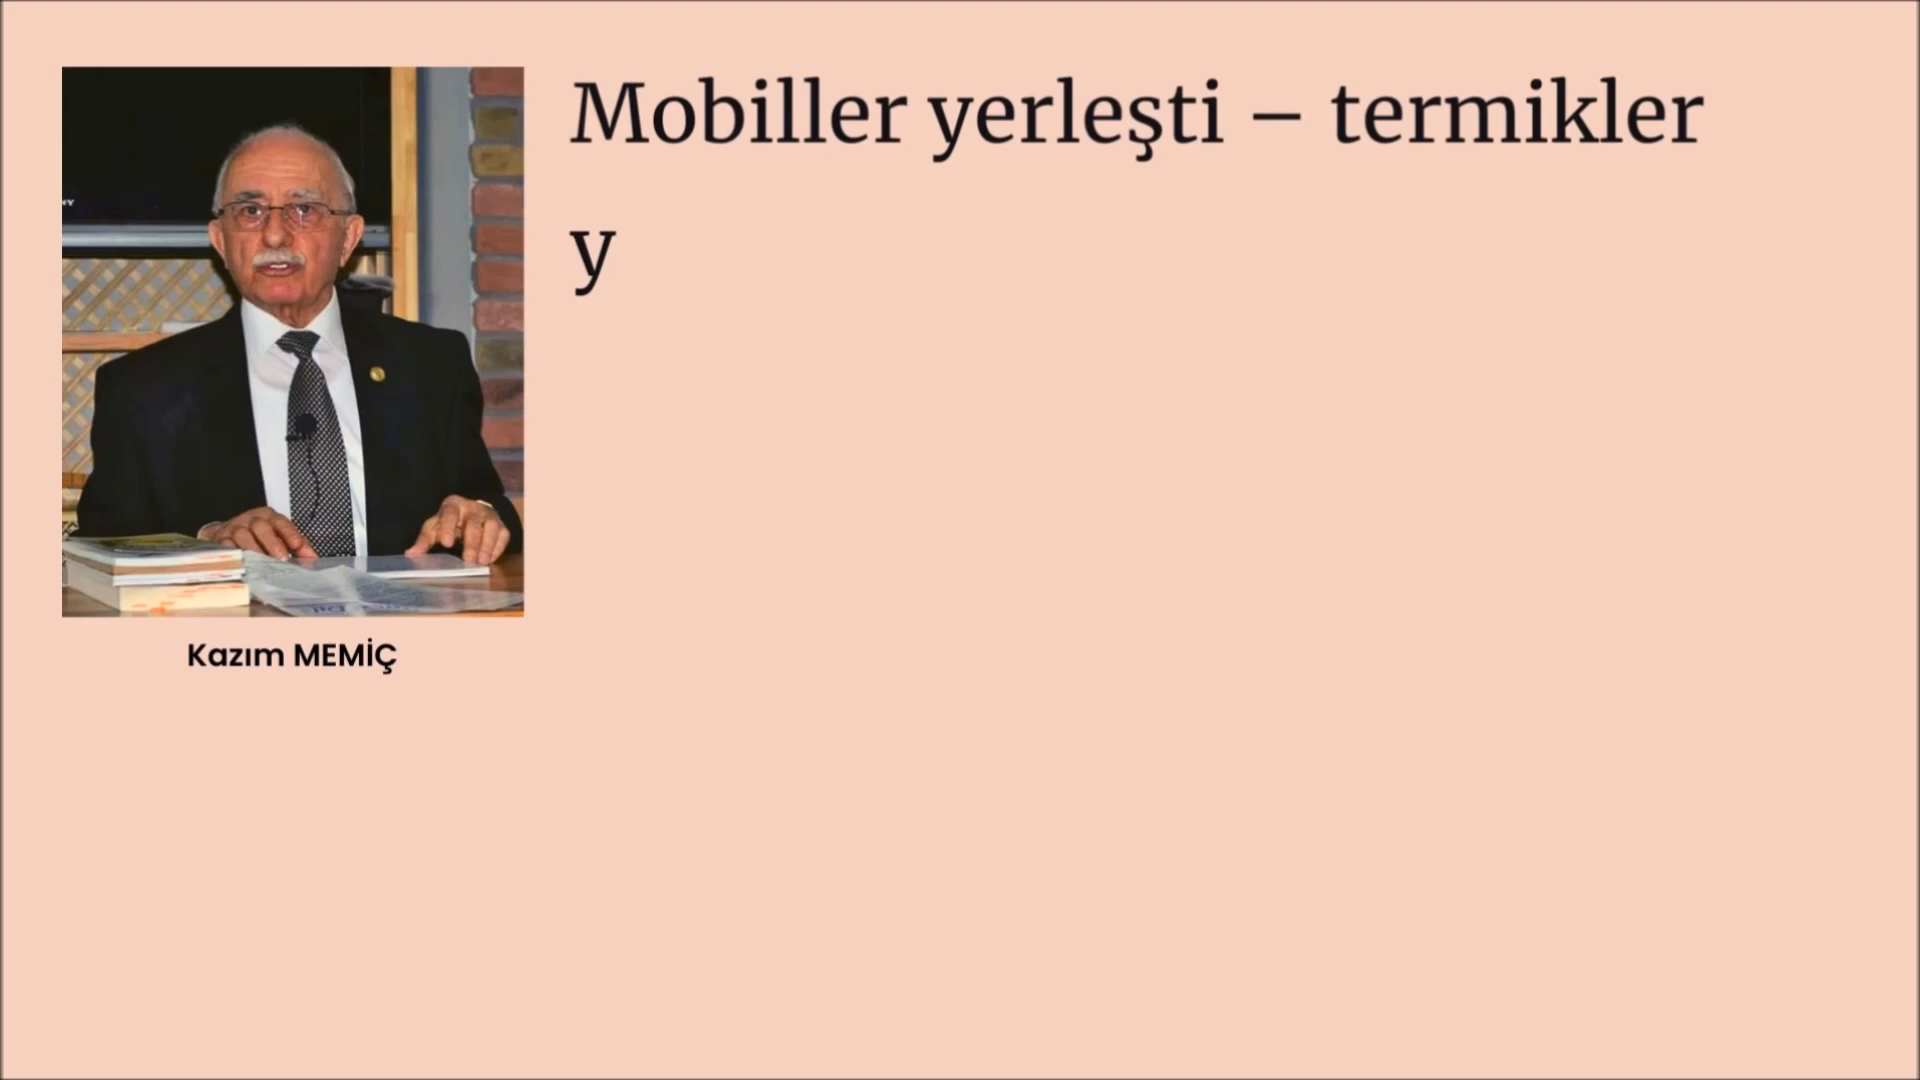 Mobiller yerleşti – termikler
y
Kazım MEMİÇ